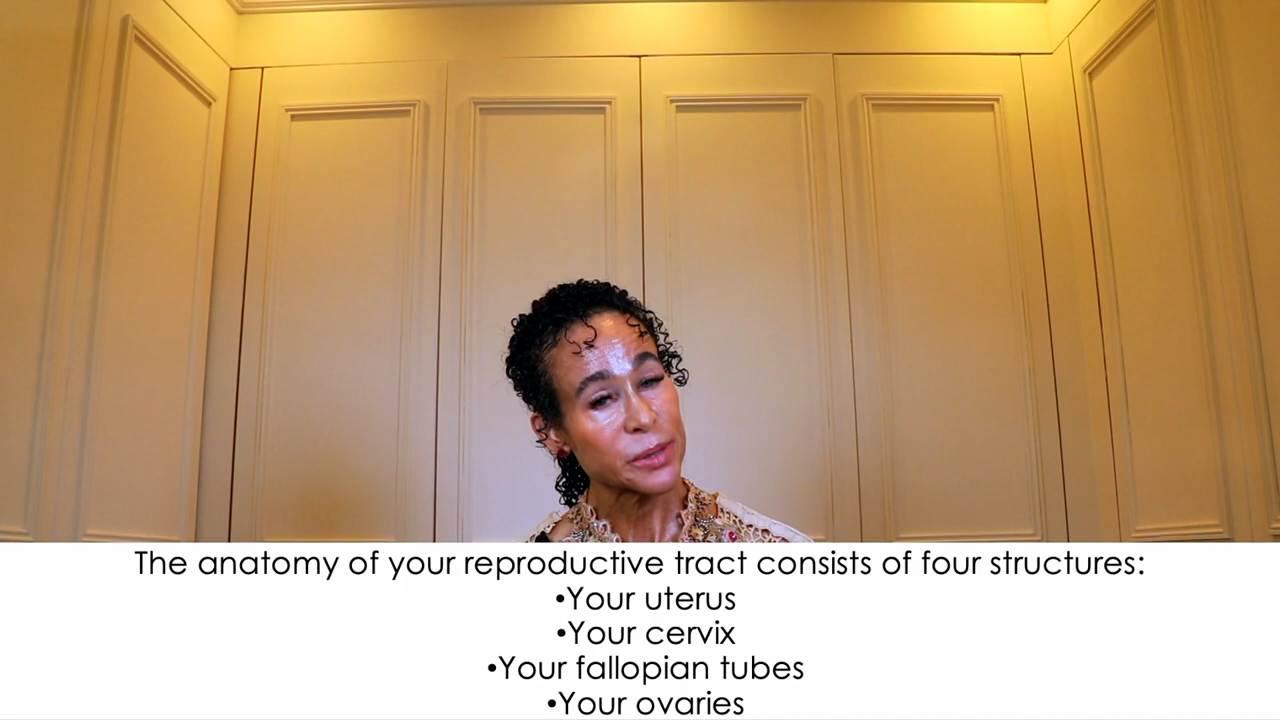 The anatomy of your reproductive tract consists of four structures:
•Your uterus
•Your cervix
•Your fallopian tubes
•Your ovaries